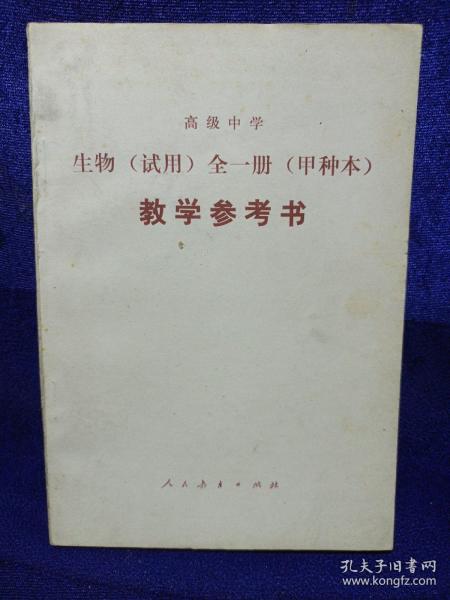 高级中学
生物（试用）全一册（甲种本）
教学参考书
人民教育出版社
孔夫子旧书网
www.kongfz.com